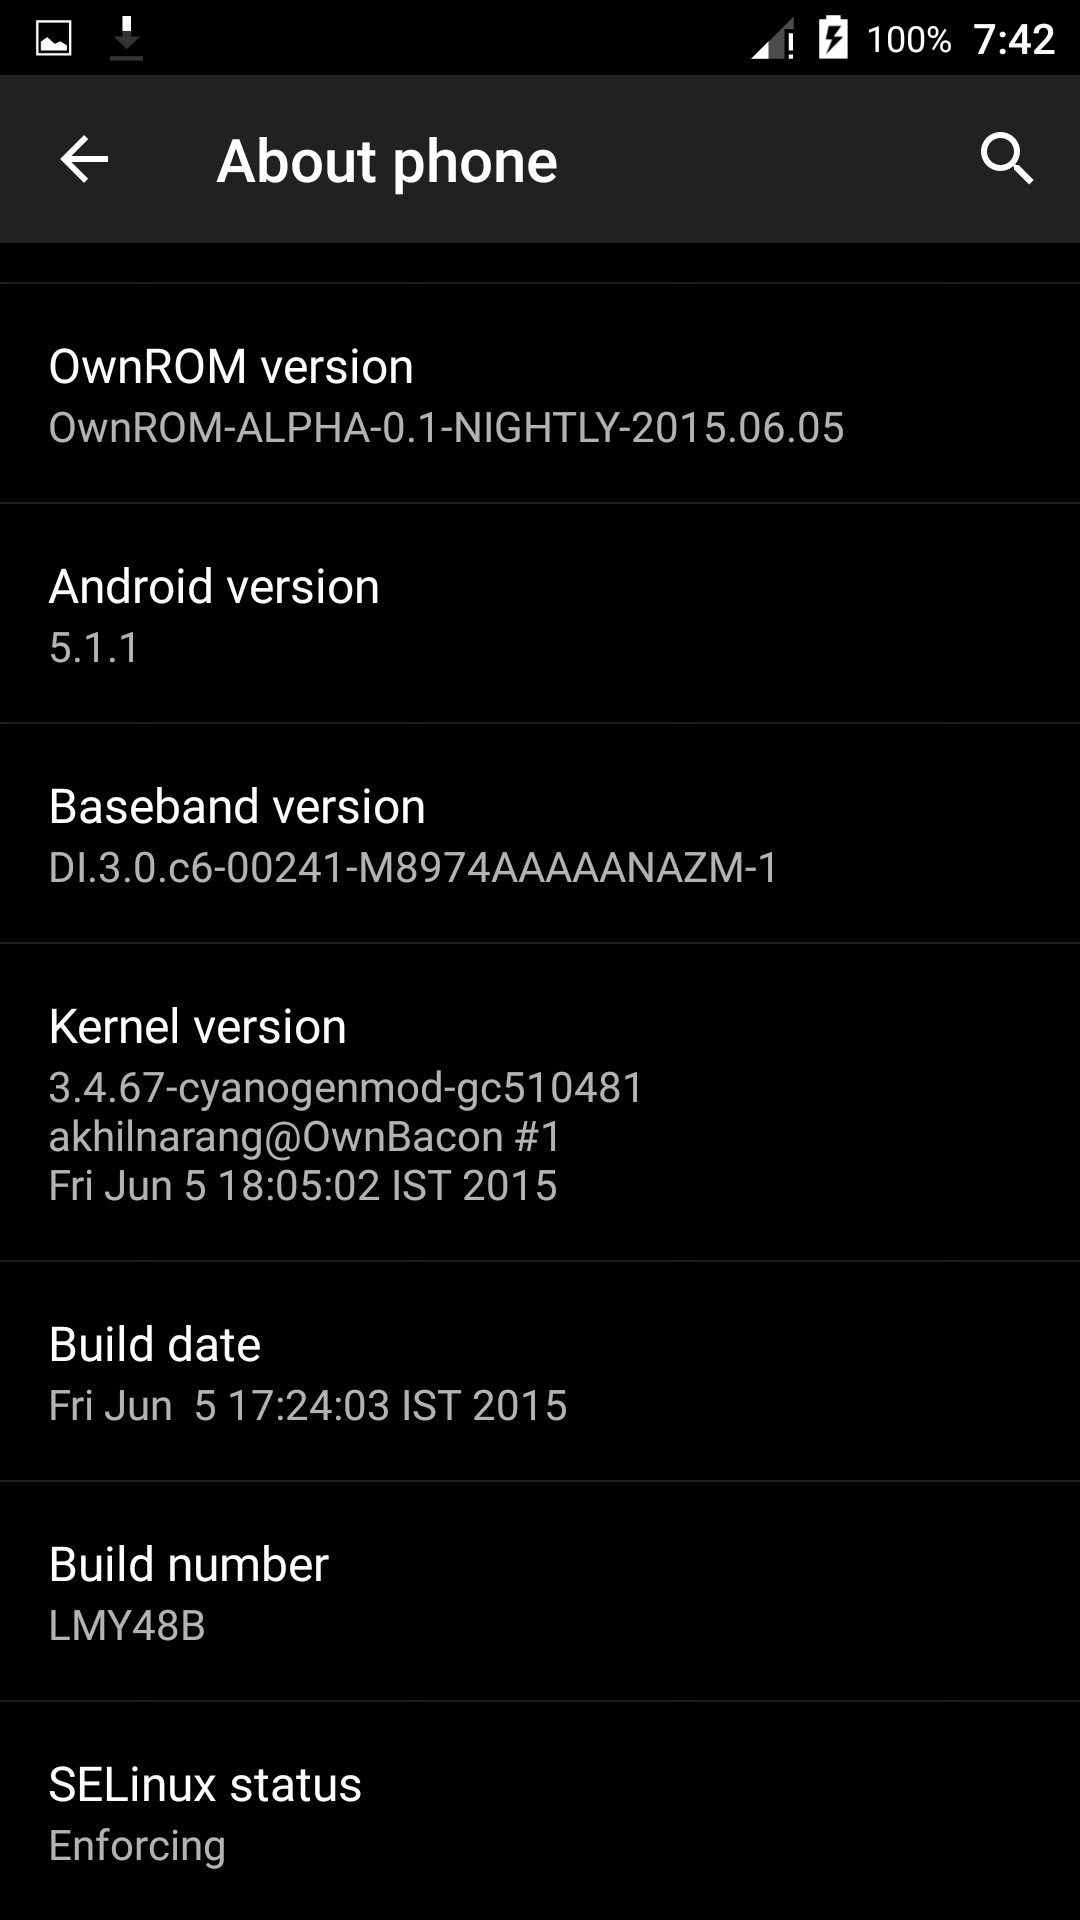 100% 7:42
About phone
OwnROM version
OwnROM-ALPHA-0.1-NIGHTLY-2015.06.05
Android version
5.1.1
Baseband version
DI.3.0.c6-00241-M8974AAAAANAZM-1
Kernel version
3.4.67-cyanogenmod-gc510481
akhilnarang@OwnBacon #1
Fri Jun 5 18:05:02 IST 2015
Build date
Fri Jun  5 17:24:03 IST 2015
Build number
LMY48B
SELinux status
Enforcing